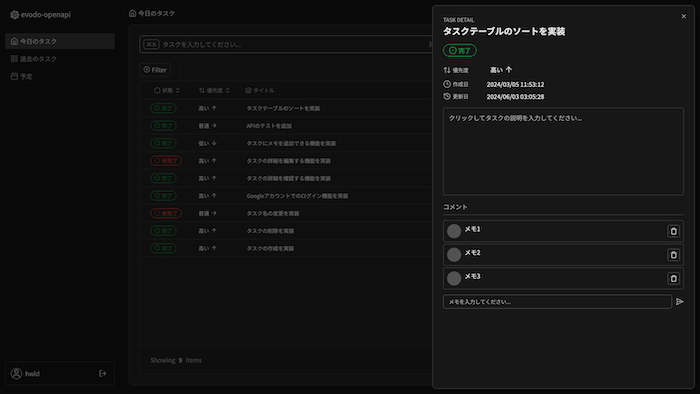 evodo-openapi
今日のタスク
過去のタスク
予定
hwld
今日のタスク
タスクを入力してください...
Filter
状態 優先度 タイトル
完了 高い タスクテーブルのソートを実装
完了 普通 APIのテストを追加
完了 低い タスクにメモを追加できる機能を実装
未完了 高い タスクの詳細を編集する機能を実装
完了 高い タスクの詳細を確認する機能を実装
完了 高い Googleアカウントでのログイン機能を実装
未完了 普通 タスク名の変更を実装
完了 高い タスクの削除を実装
完了 高い タスクの作成を実装
Showing 9 items
TASK DETAIL
タスクテーブルのソートを実装
完了
優先度 高い
作成日 2024/03/05 11:53:12
更新日 2024/06/03 03:05:28
クリックしてタスクの説明を入力してください...
コメント
メモ1
メモ2
メモ3
メモを入力してください...